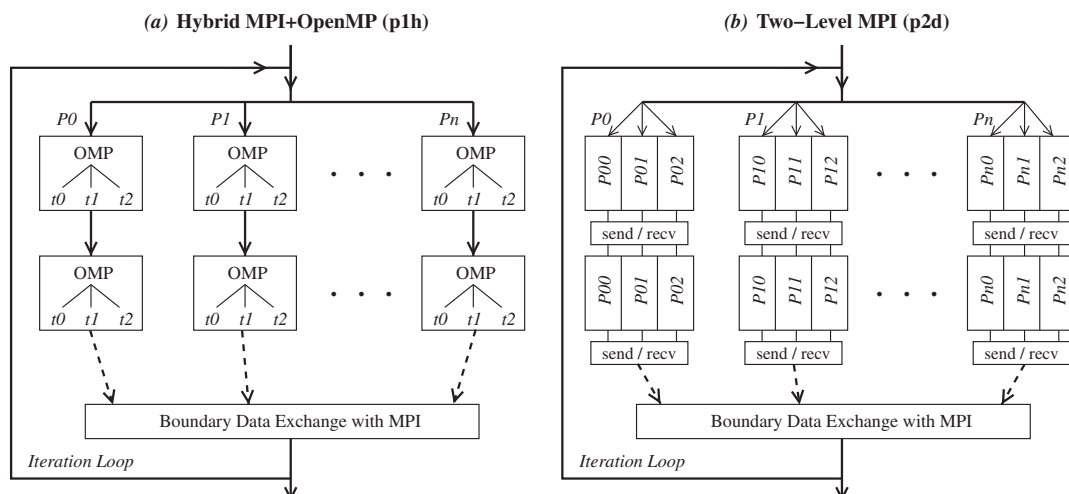 (a) Hybrid MPI+OpenMP (p1h)
P0 P1 Pn
OMP OMP . . . OMP
t0 t1 t2 t0 t1 t2 t0 t1 t2
OMP OMP . . . OMP
t0 t1 t2 t0 t1 t2 t0 t1 t2
Boundary Data Exchange with MPI
Iteration Loop
(b) Two−Level MPI (p2d)
P0 P1 Pn
P00 P01 P02 P10 P11 P12 . . . Pn0 Pn1 Pn2
send / recv send / recv send / recv
P00 P01 P02 P10 P11 P12 . . . Pn0 Pn1 Pn2
send / recv send / recv send / recv
Boundary Data Exchange with MPI
Iteration Loop